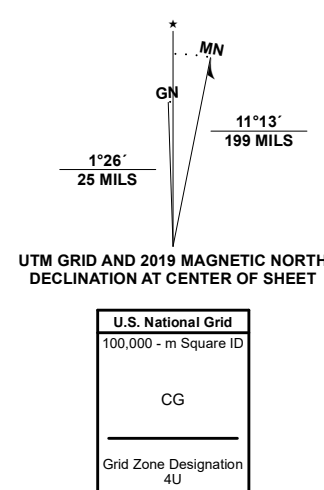 ★
MN
GN
11°13´
199 MILS
1°26´
25 MILS
UTM GRID AND 2019 MAGNETIC NORTH
DECLINATION AT CENTER OF SHEET
U.S. National Grid
100,000 - m Square ID
CG
Grid Zone Designation
4U